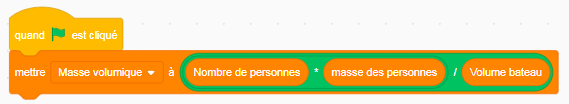 quand est cliqué
mettre Masse volumique à Nombre de personnes * masse des personnes / Volume bateau